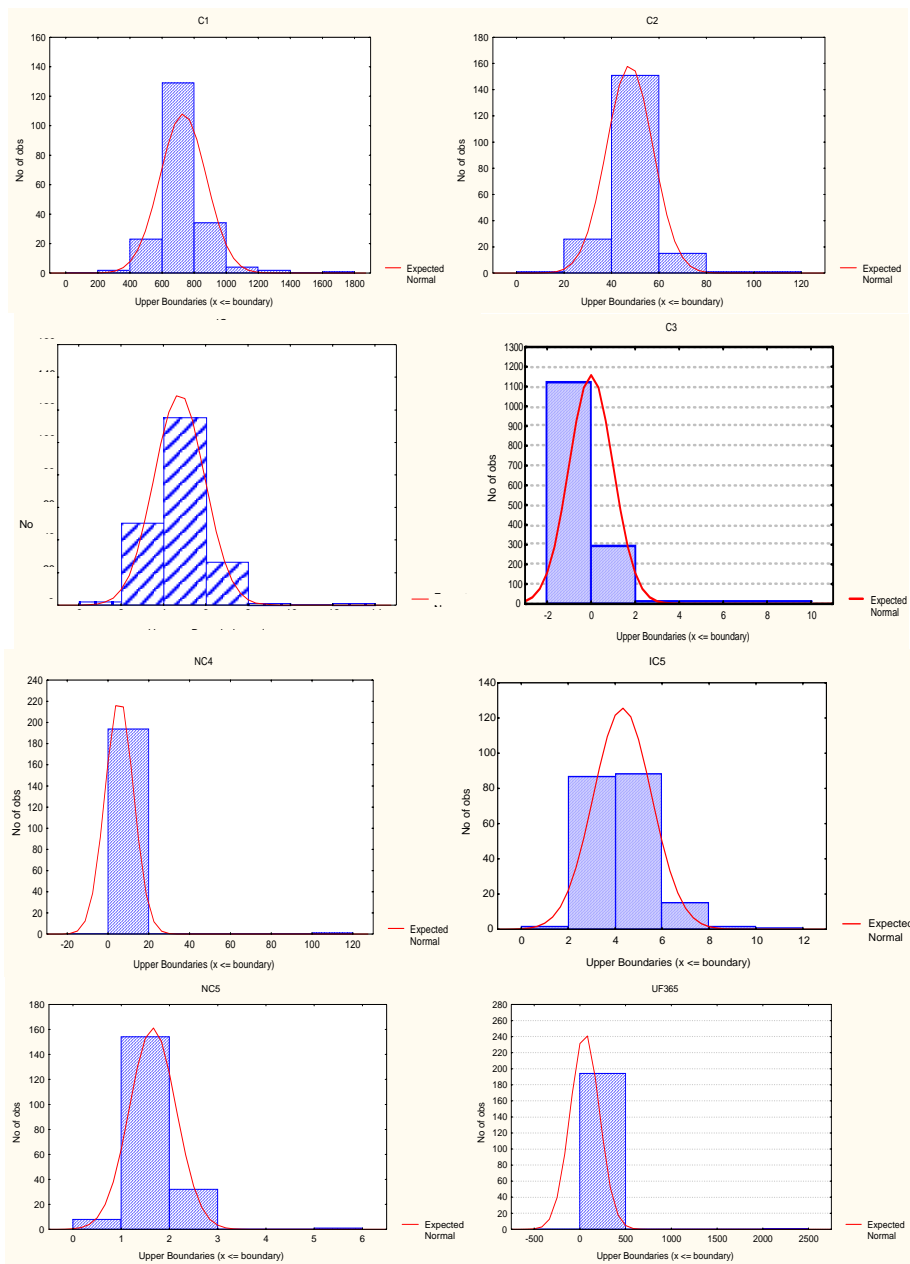 C1
160
140
120
100
80
60
40
20
0
No of obs
0 200 400 600 800 1000 1200 1400 1600 1800
Upper Boundaries (x <= boundary)
Expected
Normal
C2
180
160
140
120
100
80
60
40
20
0
No of obs
0 20 40 60 80 100 120
Upper Boundaries (x <= boundary)
Expected
Normal
No
C3
1300
1200
1100
1000
900
800
700
600
500
400
300
200
100
0
No of obs
-2 0 2 4 6 8 10
Upper Boundaries (x <= boundary)
Expected
Normal
NC4
240
220
200
180
160
140
120
100
80
60
40
20
0
No of obs
-20 0 20 40 60 80 100 120
Upper Boundaries (x <= boundary)
Expected
Normal
IC5
140
120
100
80
60
40
20
0
No of obs
0 2 4 6 8 10 12
Upper Boundaries (x <= boundary)
Expected
Normal
NC5
180
160
140
120
100
80
60
40
20
0
No of obs
0 1 2 3 4 5 6
Upper Boundaries (x <= boundary)
Expected
Normal
UF365
280
260
240
220
200
180
160
140
120
100
80
60
40
20
0
No of obs
-500 0 500 1000 1500 2000 2500
Upper Boundaries (x <= boundary)
Expected
Normal